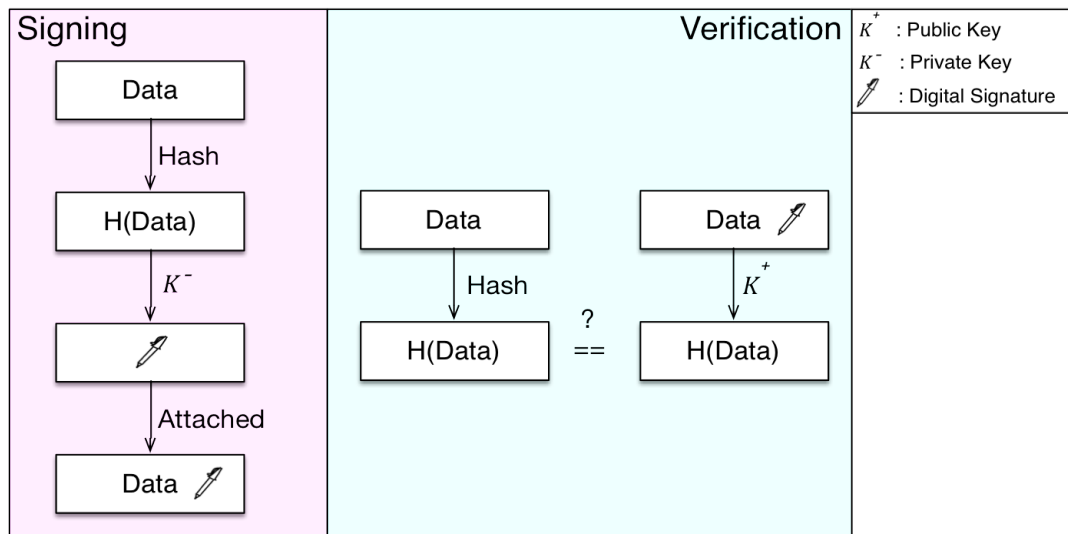 Signing
Data
Hash
H(Data)
K⁻
Attached
Data
Verification
Data
Hash
H(Data)
?
==
Data
K⁺
H(Data)
K⁺ : Public Key
K⁻ : Private Key
: Digital Signature